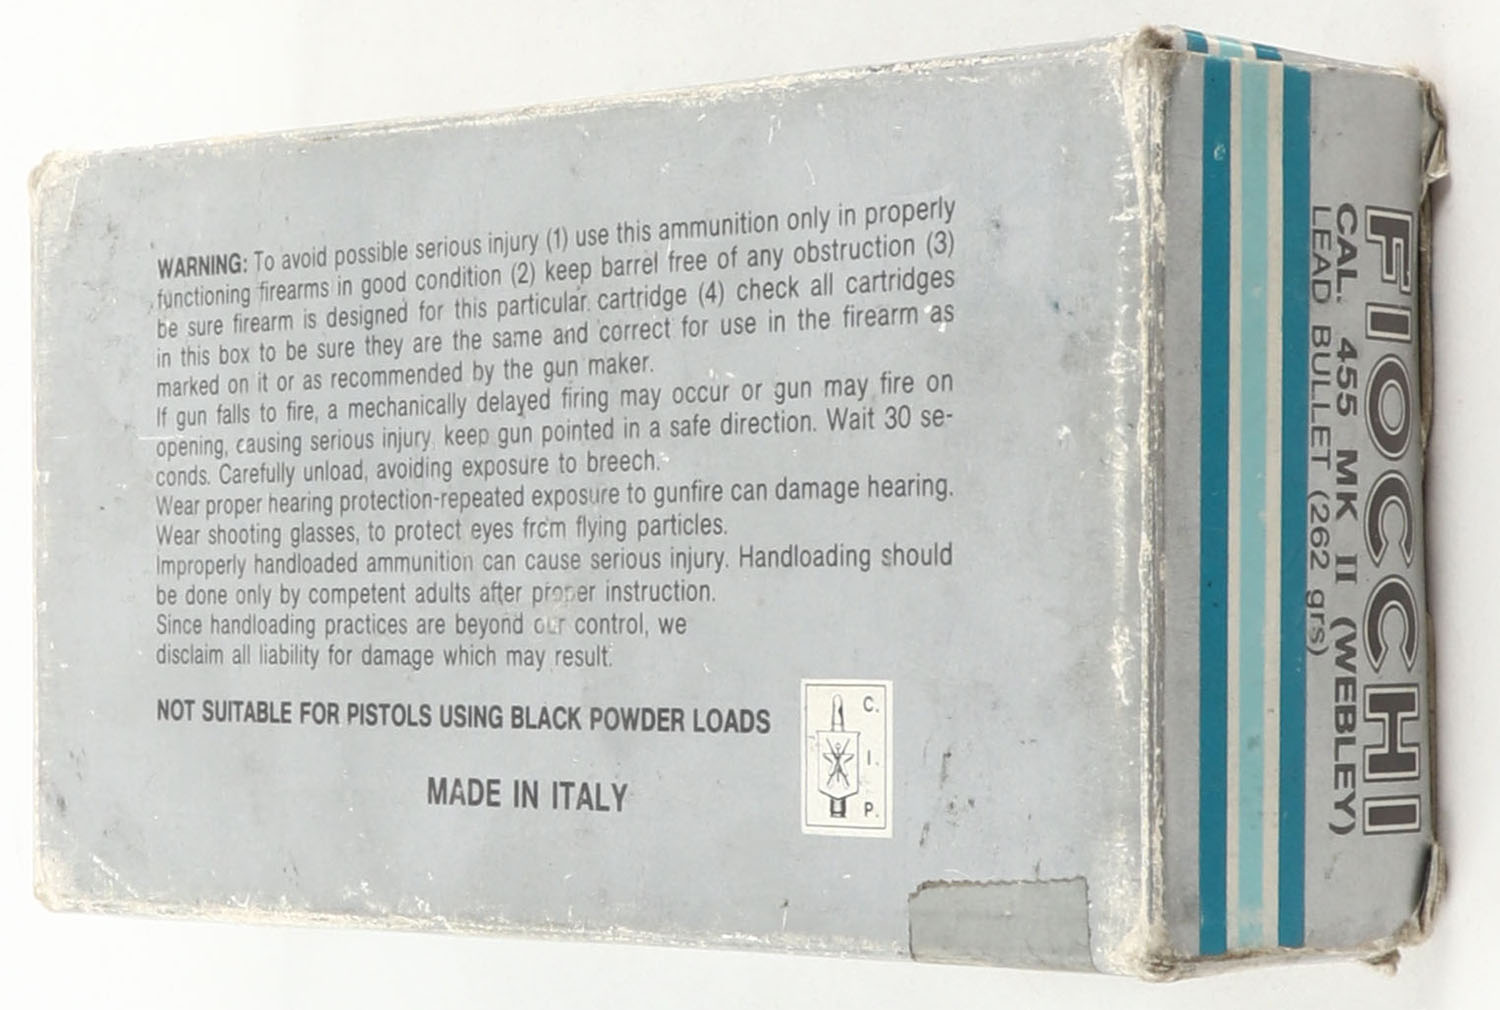 WARNING: To avoid possible serious injury (1) use this ammunition only in properly
functioning firearms in good condition (2) keep barrel free of any obstruction (3)
be sure firearm is designed for this particular cartridge (4) check all cartridges
in this box to be sure they are the same and correct for use in the firearm as
marked on it or as recommended by the gun maker.
If gun falls to fire, a mechanically delayed firing may occur or gun may fire on
opening, causing serious injury, keep gun pointed in a safe direction. Wait 30 se-
conds. Carefully unload, avoiding exposure to breech.
Wear proper hearing protection-repeated exposure to gunfire can damage hearing.
Wear shooting glasses, to protect eyes from flying particles.
Improperly handloaded ammunition can cause serious injury. Handloading should
be done only by competent adults after proper instruction.
Since handloading practices are beyond our control, we
disclaim all liability for damage which may result.
NOT SUITABLE FOR PISTOLS USING BLACK POWDER LOADS
MADE IN ITALY
C.
I.
P.
FIOCCHI
CAL. 455 MK II (WEBLEY)
LEAD BULLET (262 grs)